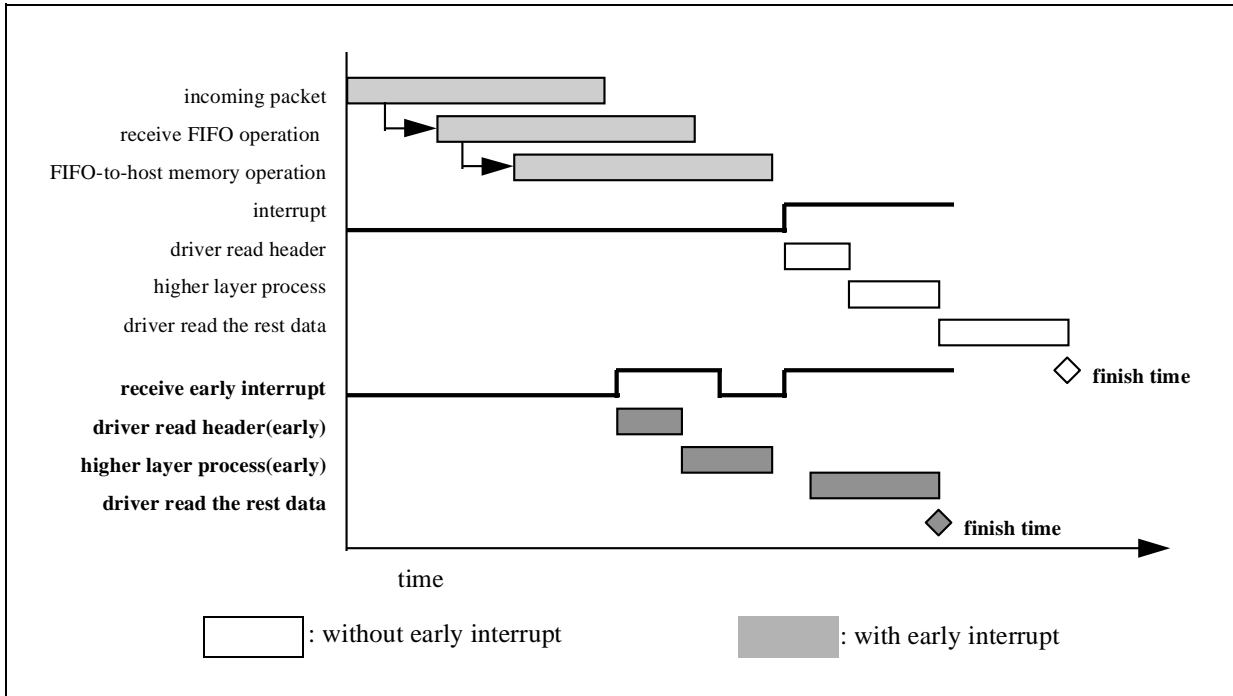 incoming packet
receive FIFO operation
FIFO-to-host memory operation
interrupt
driver read header
higher layer process
driver read the rest data
finish time
receive early interrupt
driver read header(early)
higher layer process(early)
driver read the rest data
finish time
time
: without early interrupt
: with early interrupt